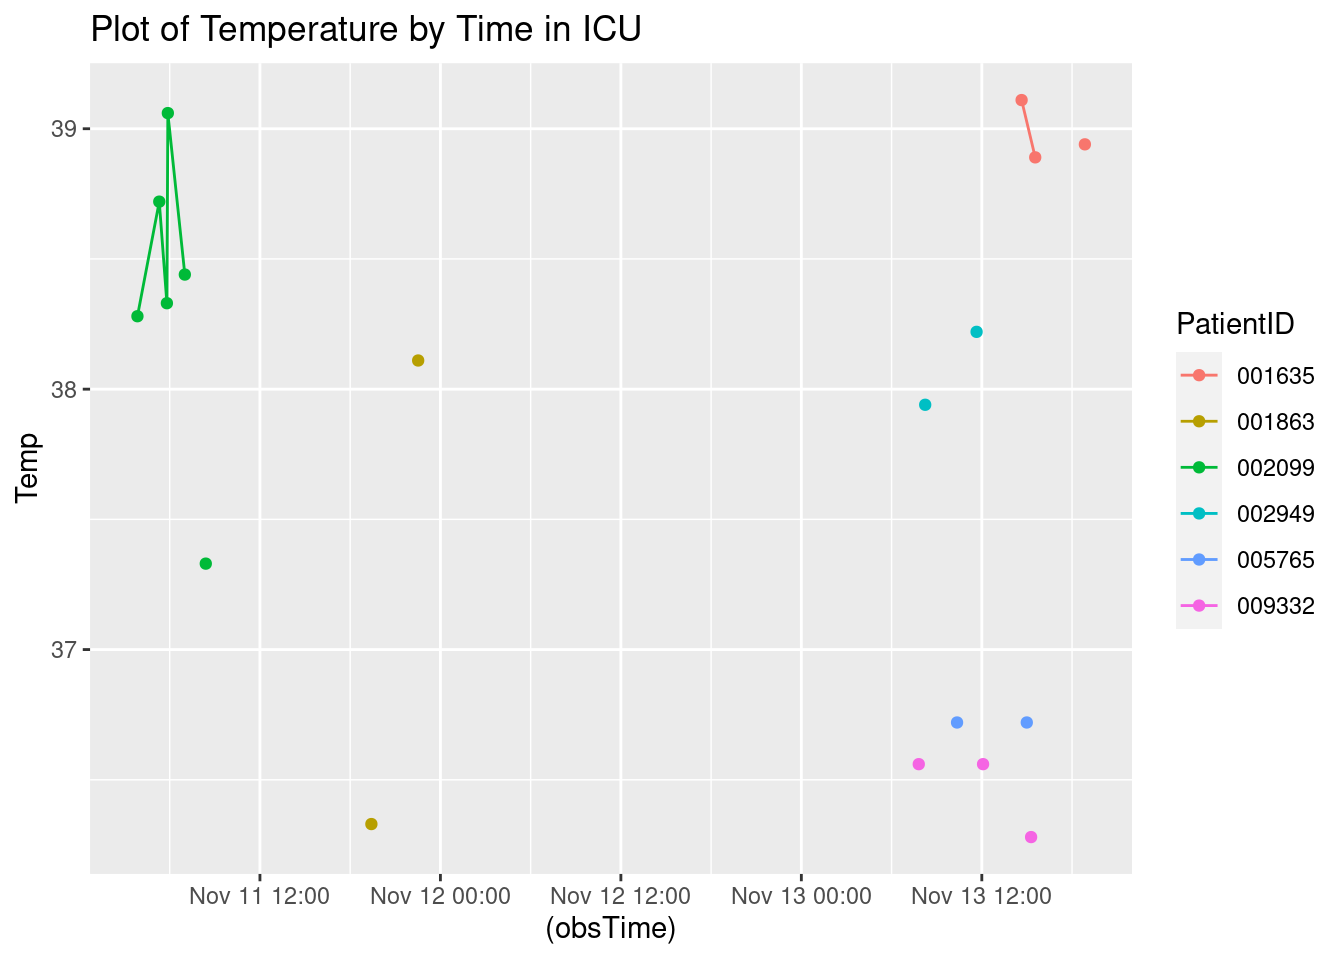 Plot of Temperature by Time in ICU
39
38
37
Temp
Nov 11 12:00
Nov 12 00:00
Nov 12 12:00
Nov 13 00:00
Nov 13 12:00
(obsTime)
PatientID
001635
001863
002099
002949
005765
009332